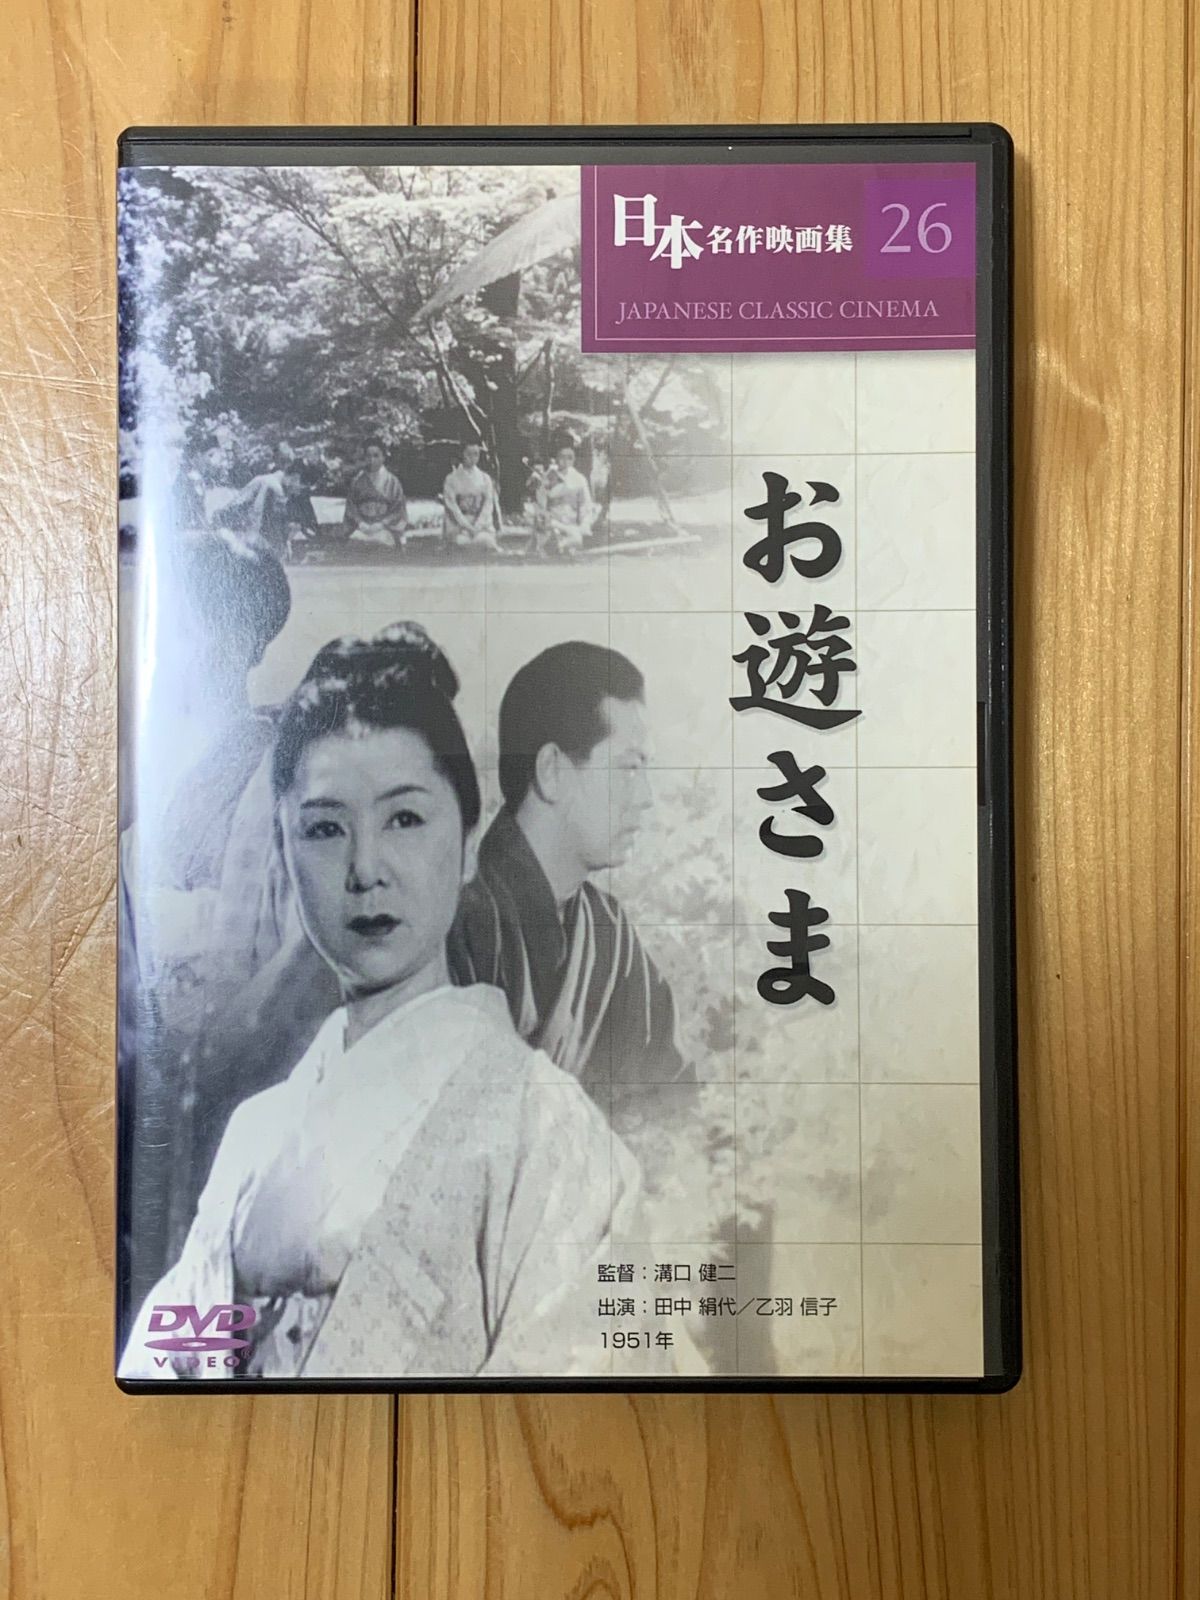 日本名作映画集 26
JAPANESE CLASSIC CINEMA
お遊さま
監督：溝口 健二
出演：田中 絹代／乙羽 信子
1951年
DVD
VIDEO®